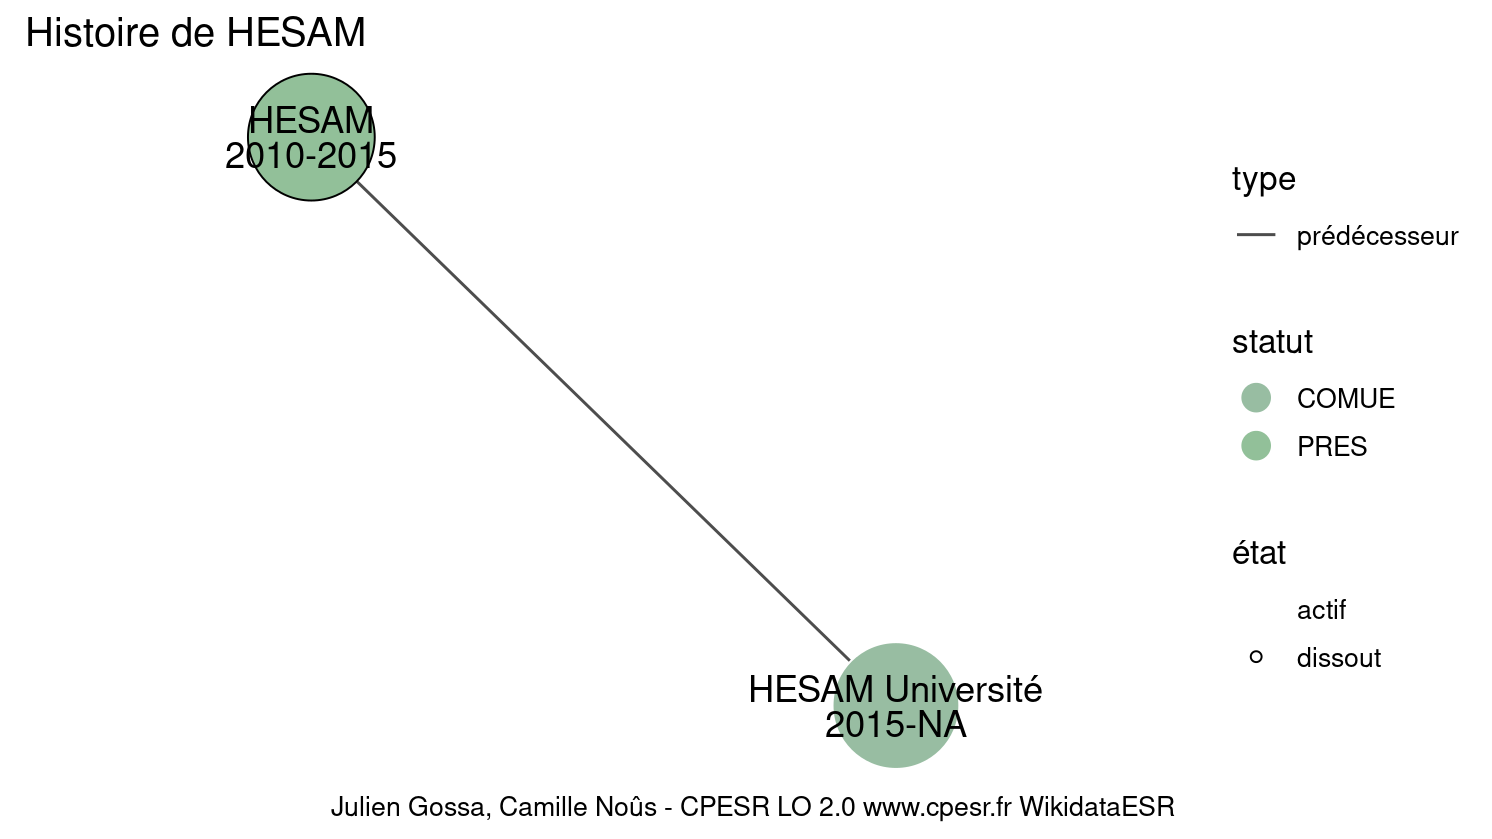 Histoire de HESAM
HESAM
2010-2015
type
prédécesseur
statut
COMUE
PRES
état
actif
dissout
HESAM Université
2015-NA
Julien Gossa, Camille Noûs - CPESR LO 2.0 www.cpesr.fr WikidataESR